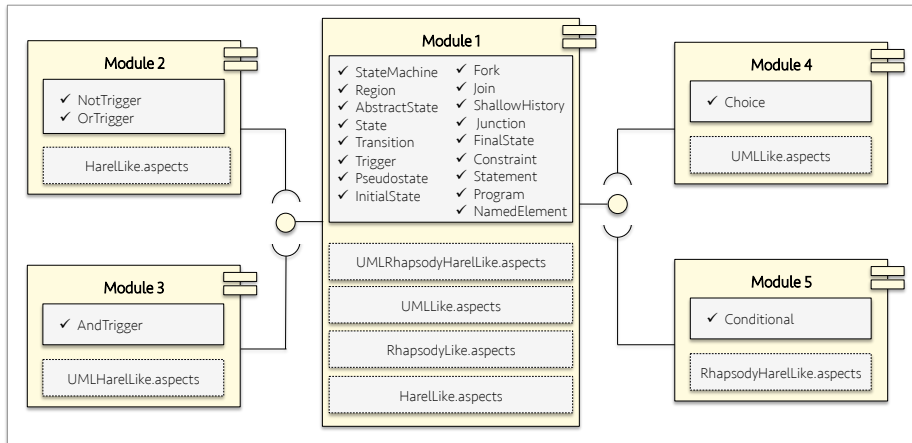 Module 2
✓ NotTrigger
✓ OrTrigger
HarelLike.aspects
Module 3
✓ AndTrigger
UMLHarelLike.aspects
Module 1
✓ StateMachine
✓ Region
✓ AbstractState
✓ State
✓ Transition
✓ Trigger
✓ Pseudostate
✓ InitialState
✓ Fork
✓ Join
✓ ShallowHistory
✓ Junction
✓ FinalState
✓ Constraint
✓ Statement
✓ Program
✓ NamedElement
UMLRhapsodyHarelLike.aspects
UMLLike.aspects
RhapsodyLike.aspects
HarelLike.aspects
Module 4
✓ Choice
UMLLike.aspects
Module 5
✓ Conditional
RhapsodyHarelLike.aspects